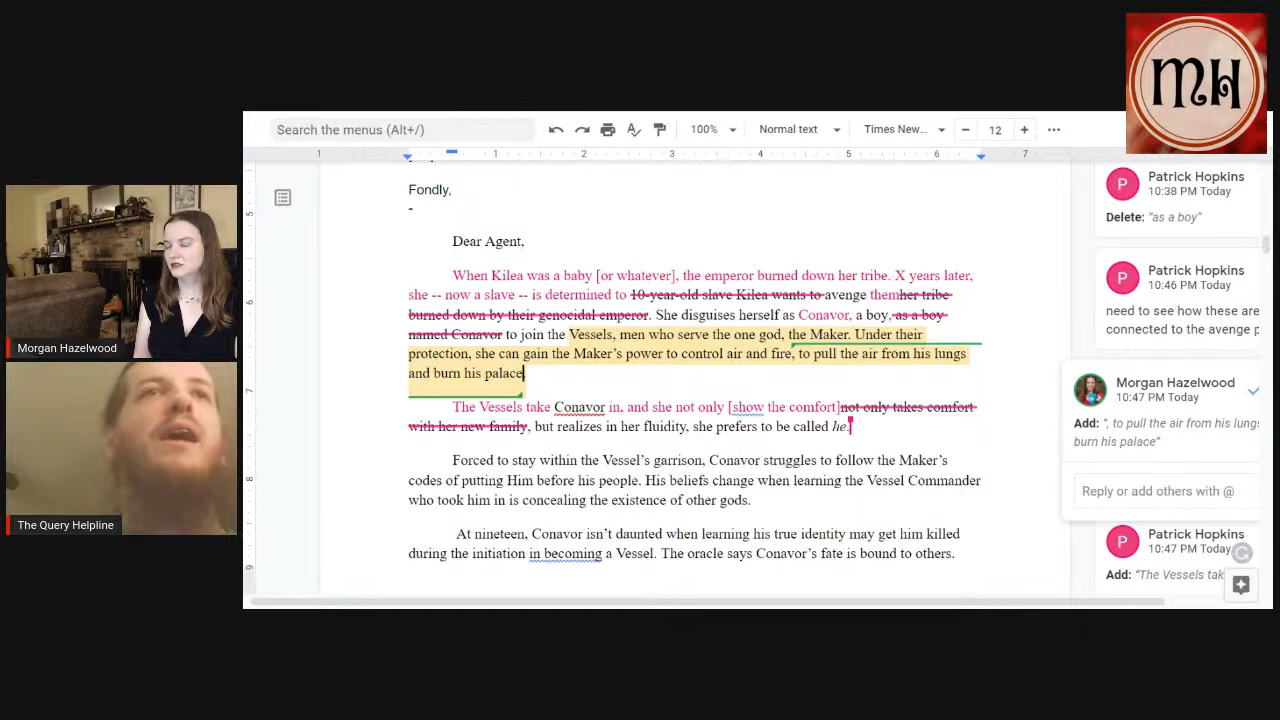 MH
Search the menus (Alt+/)
100%
Normal text
Times New...
12
1 1 2 3 4 5 6 7
5
6
7
8
9
Fondly,
-
Dear Agent,
When Kilea was a baby [or whatever], the emperor burned down her tribe. X years later,
she -- now a slave -- is determined to 10-year-old slave Kilea wants to avenge themher tribe
burned down by their genocidal emperor. She disguises herself as Conavor, a boy, as a boy
named Conavor to join the Vessels, men who serve the one god, the Maker. Under their
protection, she can gain the Maker's power to control air and fire, to pull the air from his lungs
and burn his palace.
The Vessels take Conavor in, and she not only [show the comfort]not only takes comfort
with her new family, but realizes in her fluidity, she prefers to be called he.
Forced to stay within the Vessel's garrison, Conavor struggles to follow the Maker's
codes of putting Him before his people. His beliefs change when learning the Vessel Commander
who took him in is concealing the existence of other gods.
At nineteen, Conavor isn't daunted when learning his true identity may get him killed
during the initiation in becoming a Vessel. The oracle says Conavor's fate is bound to others.
P
Patrick Hopkins
10:38 PM Today
Delete: "as a boy"
P
Patrick Hopkins
10:46 PM Today
need to see how these are
connected to the avenge p
Morgan Hazelwood
10:47 PM Today
Add: ", to pull the air from his lungs
burn his palace"
Reply or add others with @
P
Patrick Hopkins
10:47 PM Today
Add: "The Vessels tak
Morgan Hazelwood
The Query Helpline